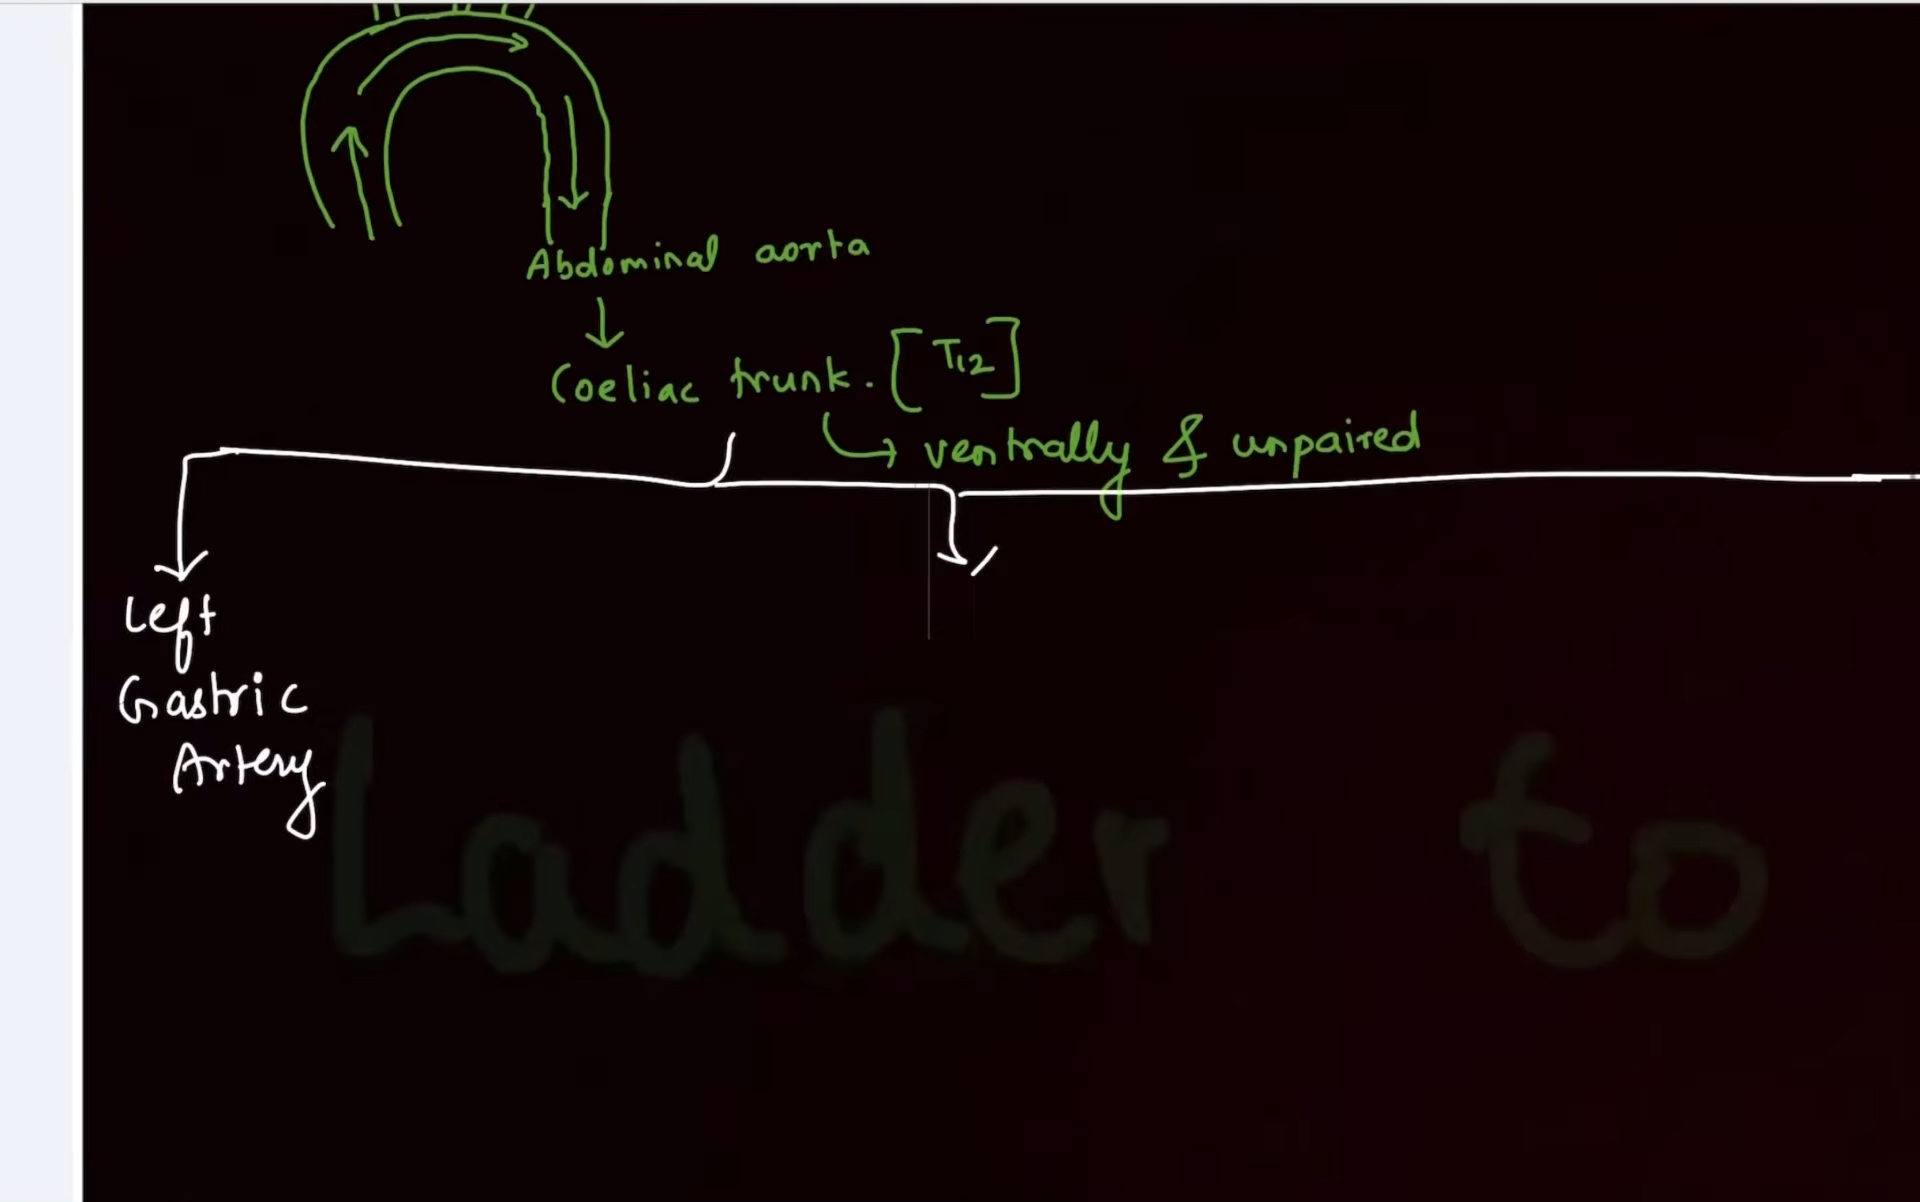 Abdominal aorta
Coeliac trunk. [T12]
ventrally & unpaired
Left
Gastric
Artery
Ladder to